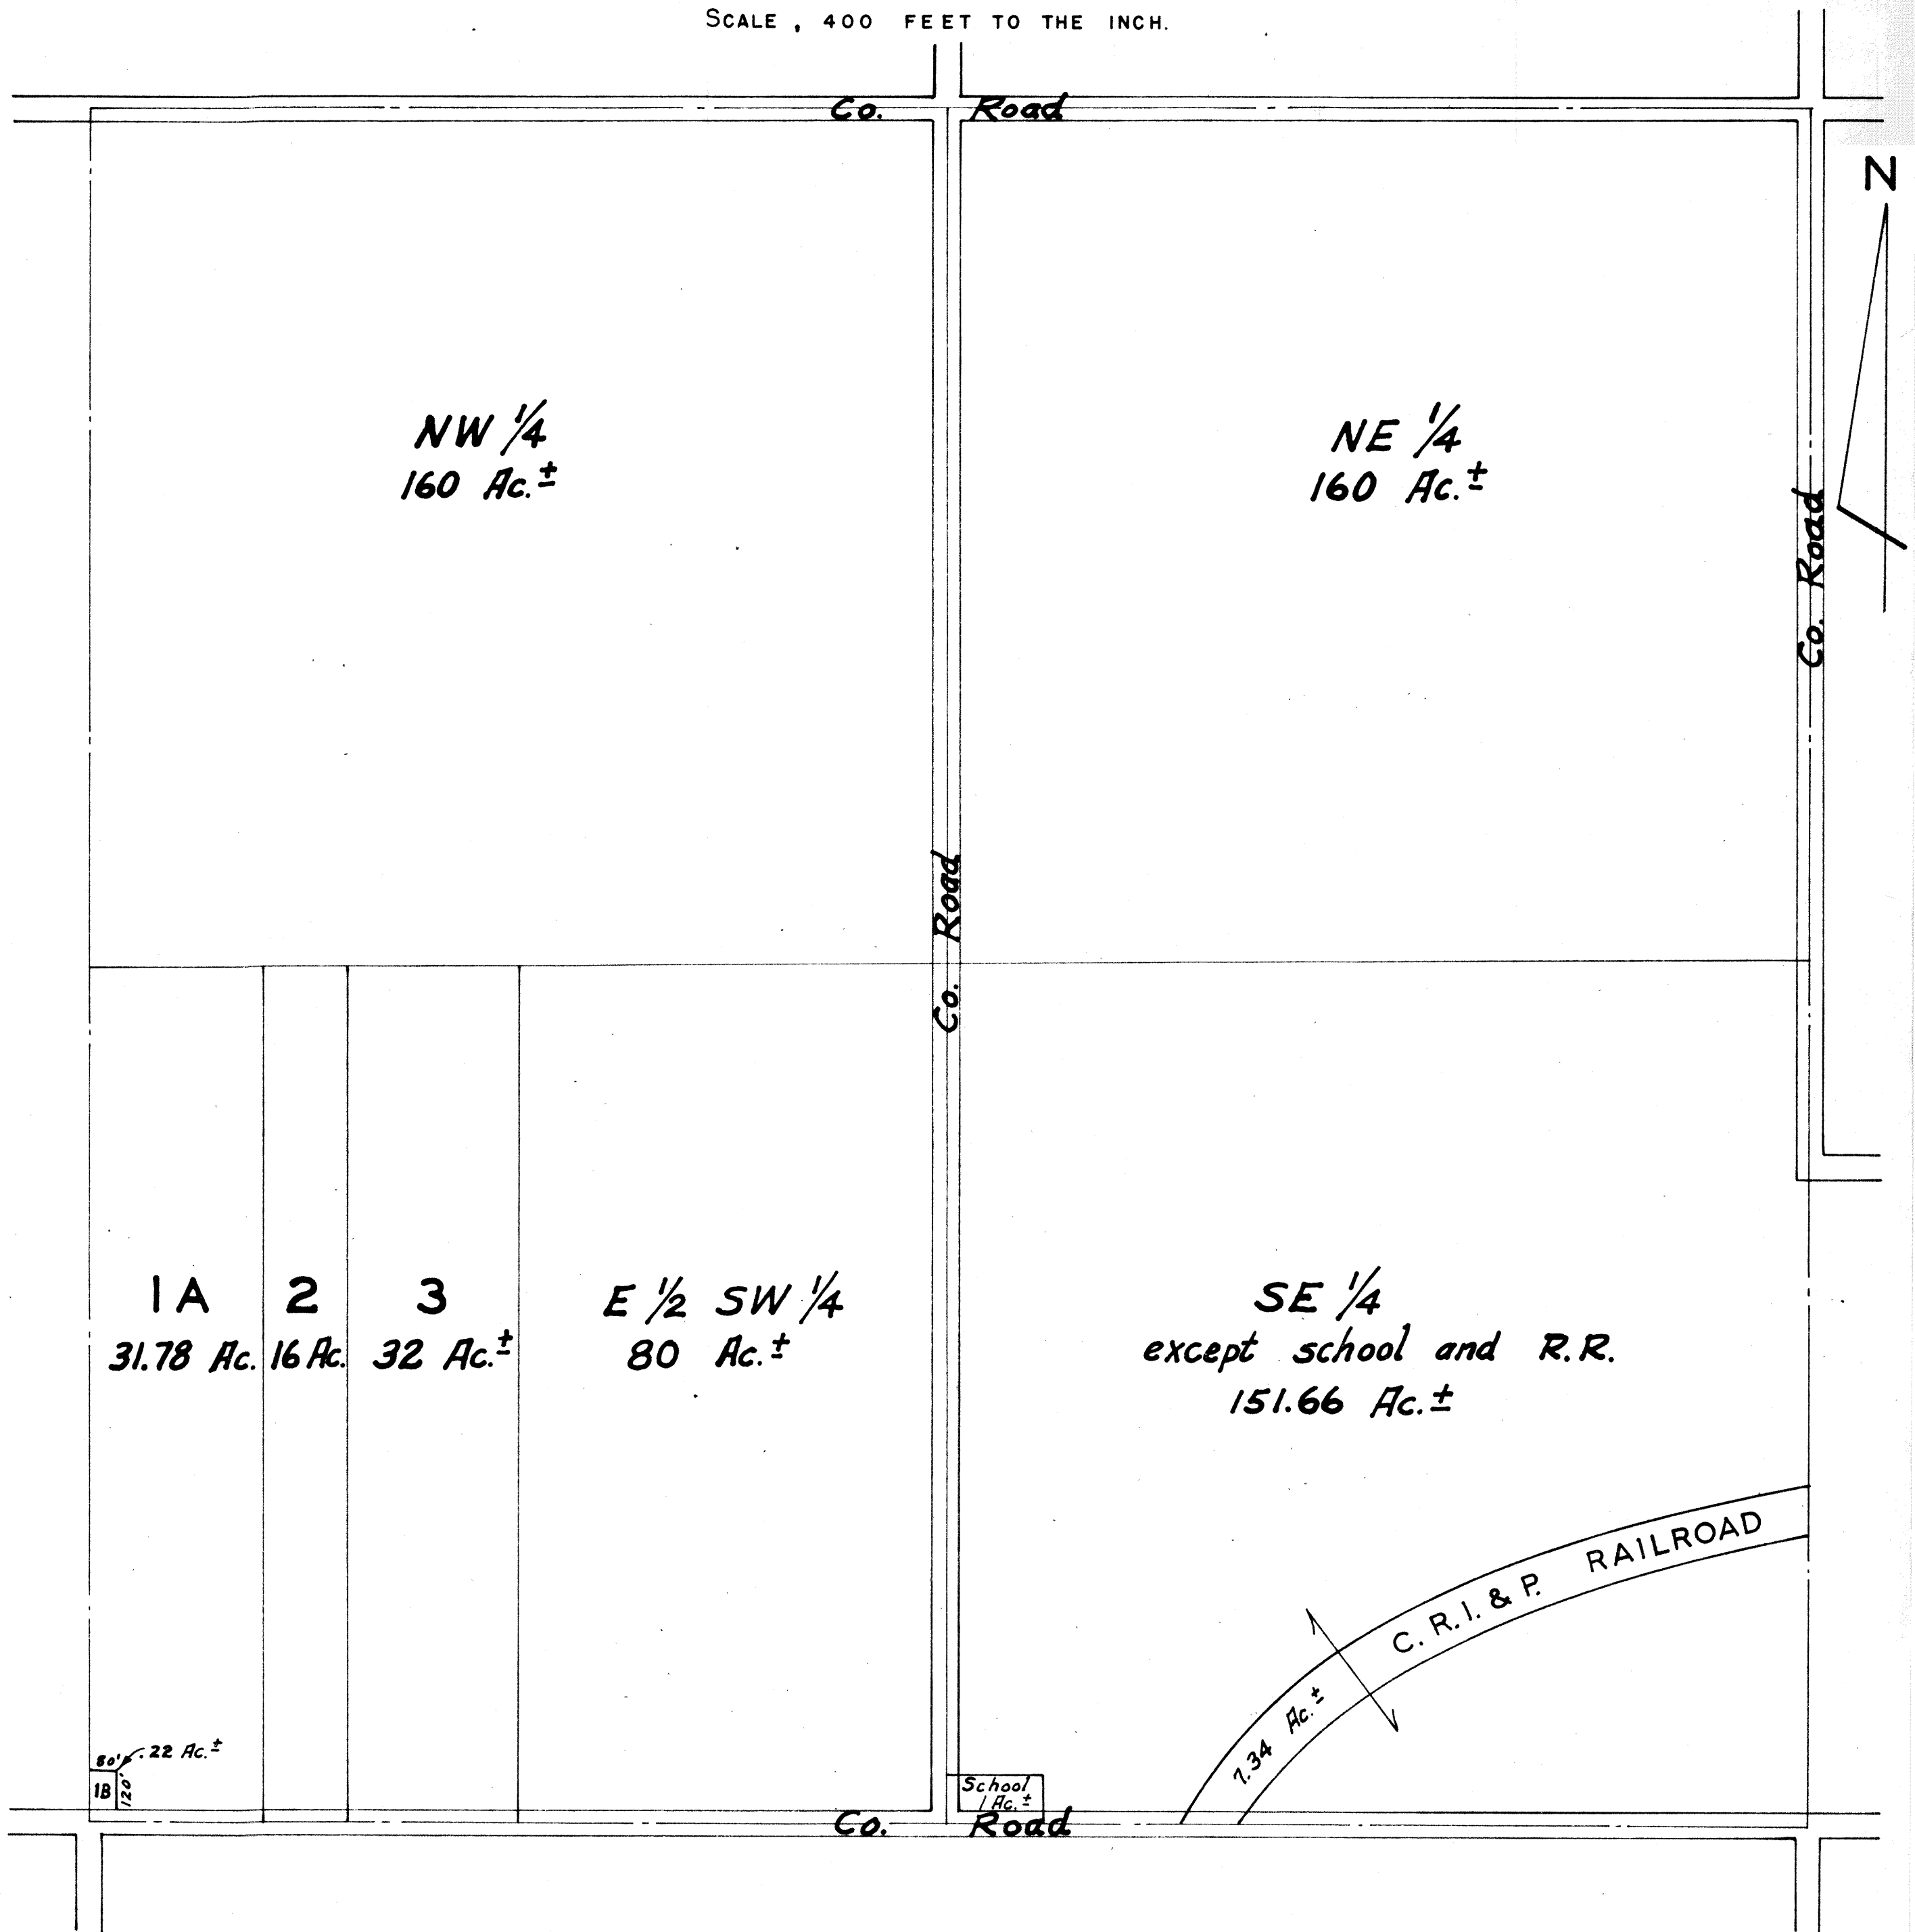 SCALE , 400 FEET TO THE INCH.
Co. Road
N
NW 1/4
160 Ac.±
NE 1/4
160 Ac.±
Co. Road
Co. Road
1A
31.78 Ac.
2
16 Ac.
3
32 Ac.±
E 1/2 SW 1/4
80 Ac.±
SE 1/4
except school and R.R.
151.66 Ac.±
C. R. I. & P. RAILROAD
7.34 Ac.±
80' .22 Ac.±
1B
120'
School
1 Ac.±
Co. Road